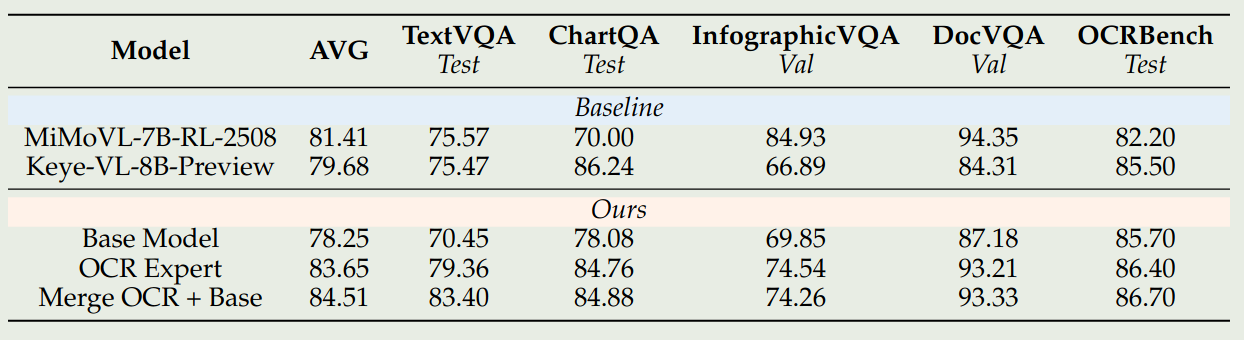 Model AVG TextVQA ChartQA InfographicVQA DocVQA OCRBench
Test Test Val Val Test
Baseline
MiMoVL-7B-RL-2508 81.41 75.57 70.00 84.93 94.35 82.20
Keye-VL-8B-Preview 79.68 75.47 86.24 66.89 84.31 85.50
Ours
Base Model 78.25 70.45 78.08 69.85 87.18 85.70
OCR Expert 83.65 79.36 84.76 74.54 93.21 86.40
Merge OCR + Base 84.51 83.40 84.88 74.26 93.33 86.70